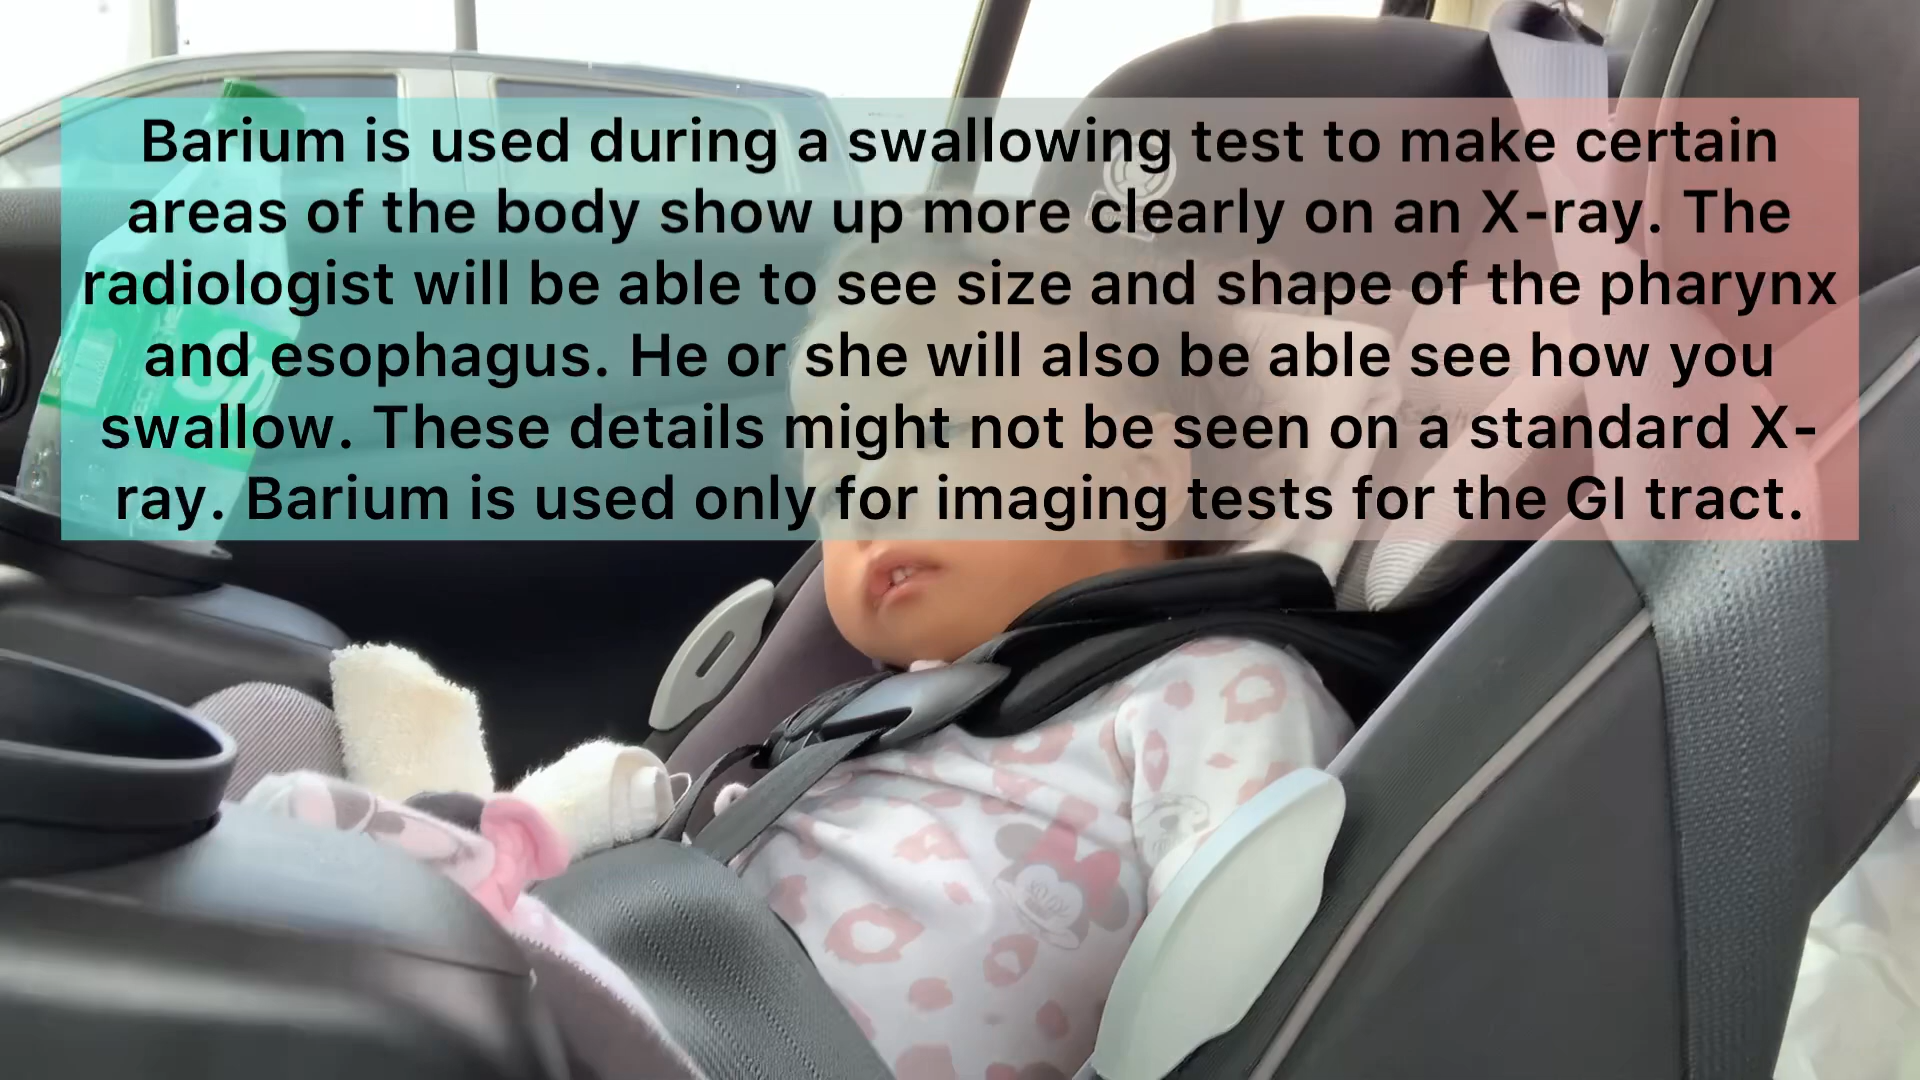 Barium is used during a swallowing test to make certain
areas of the body show up more clearly on an X-ray. The
radiologist will be able to see size and shape of the pharynx
and esophagus. He or she will also be able see how you
swallow. These details might not be seen on a standard X-
ray. Barium is used only for imaging tests for the GI tract.